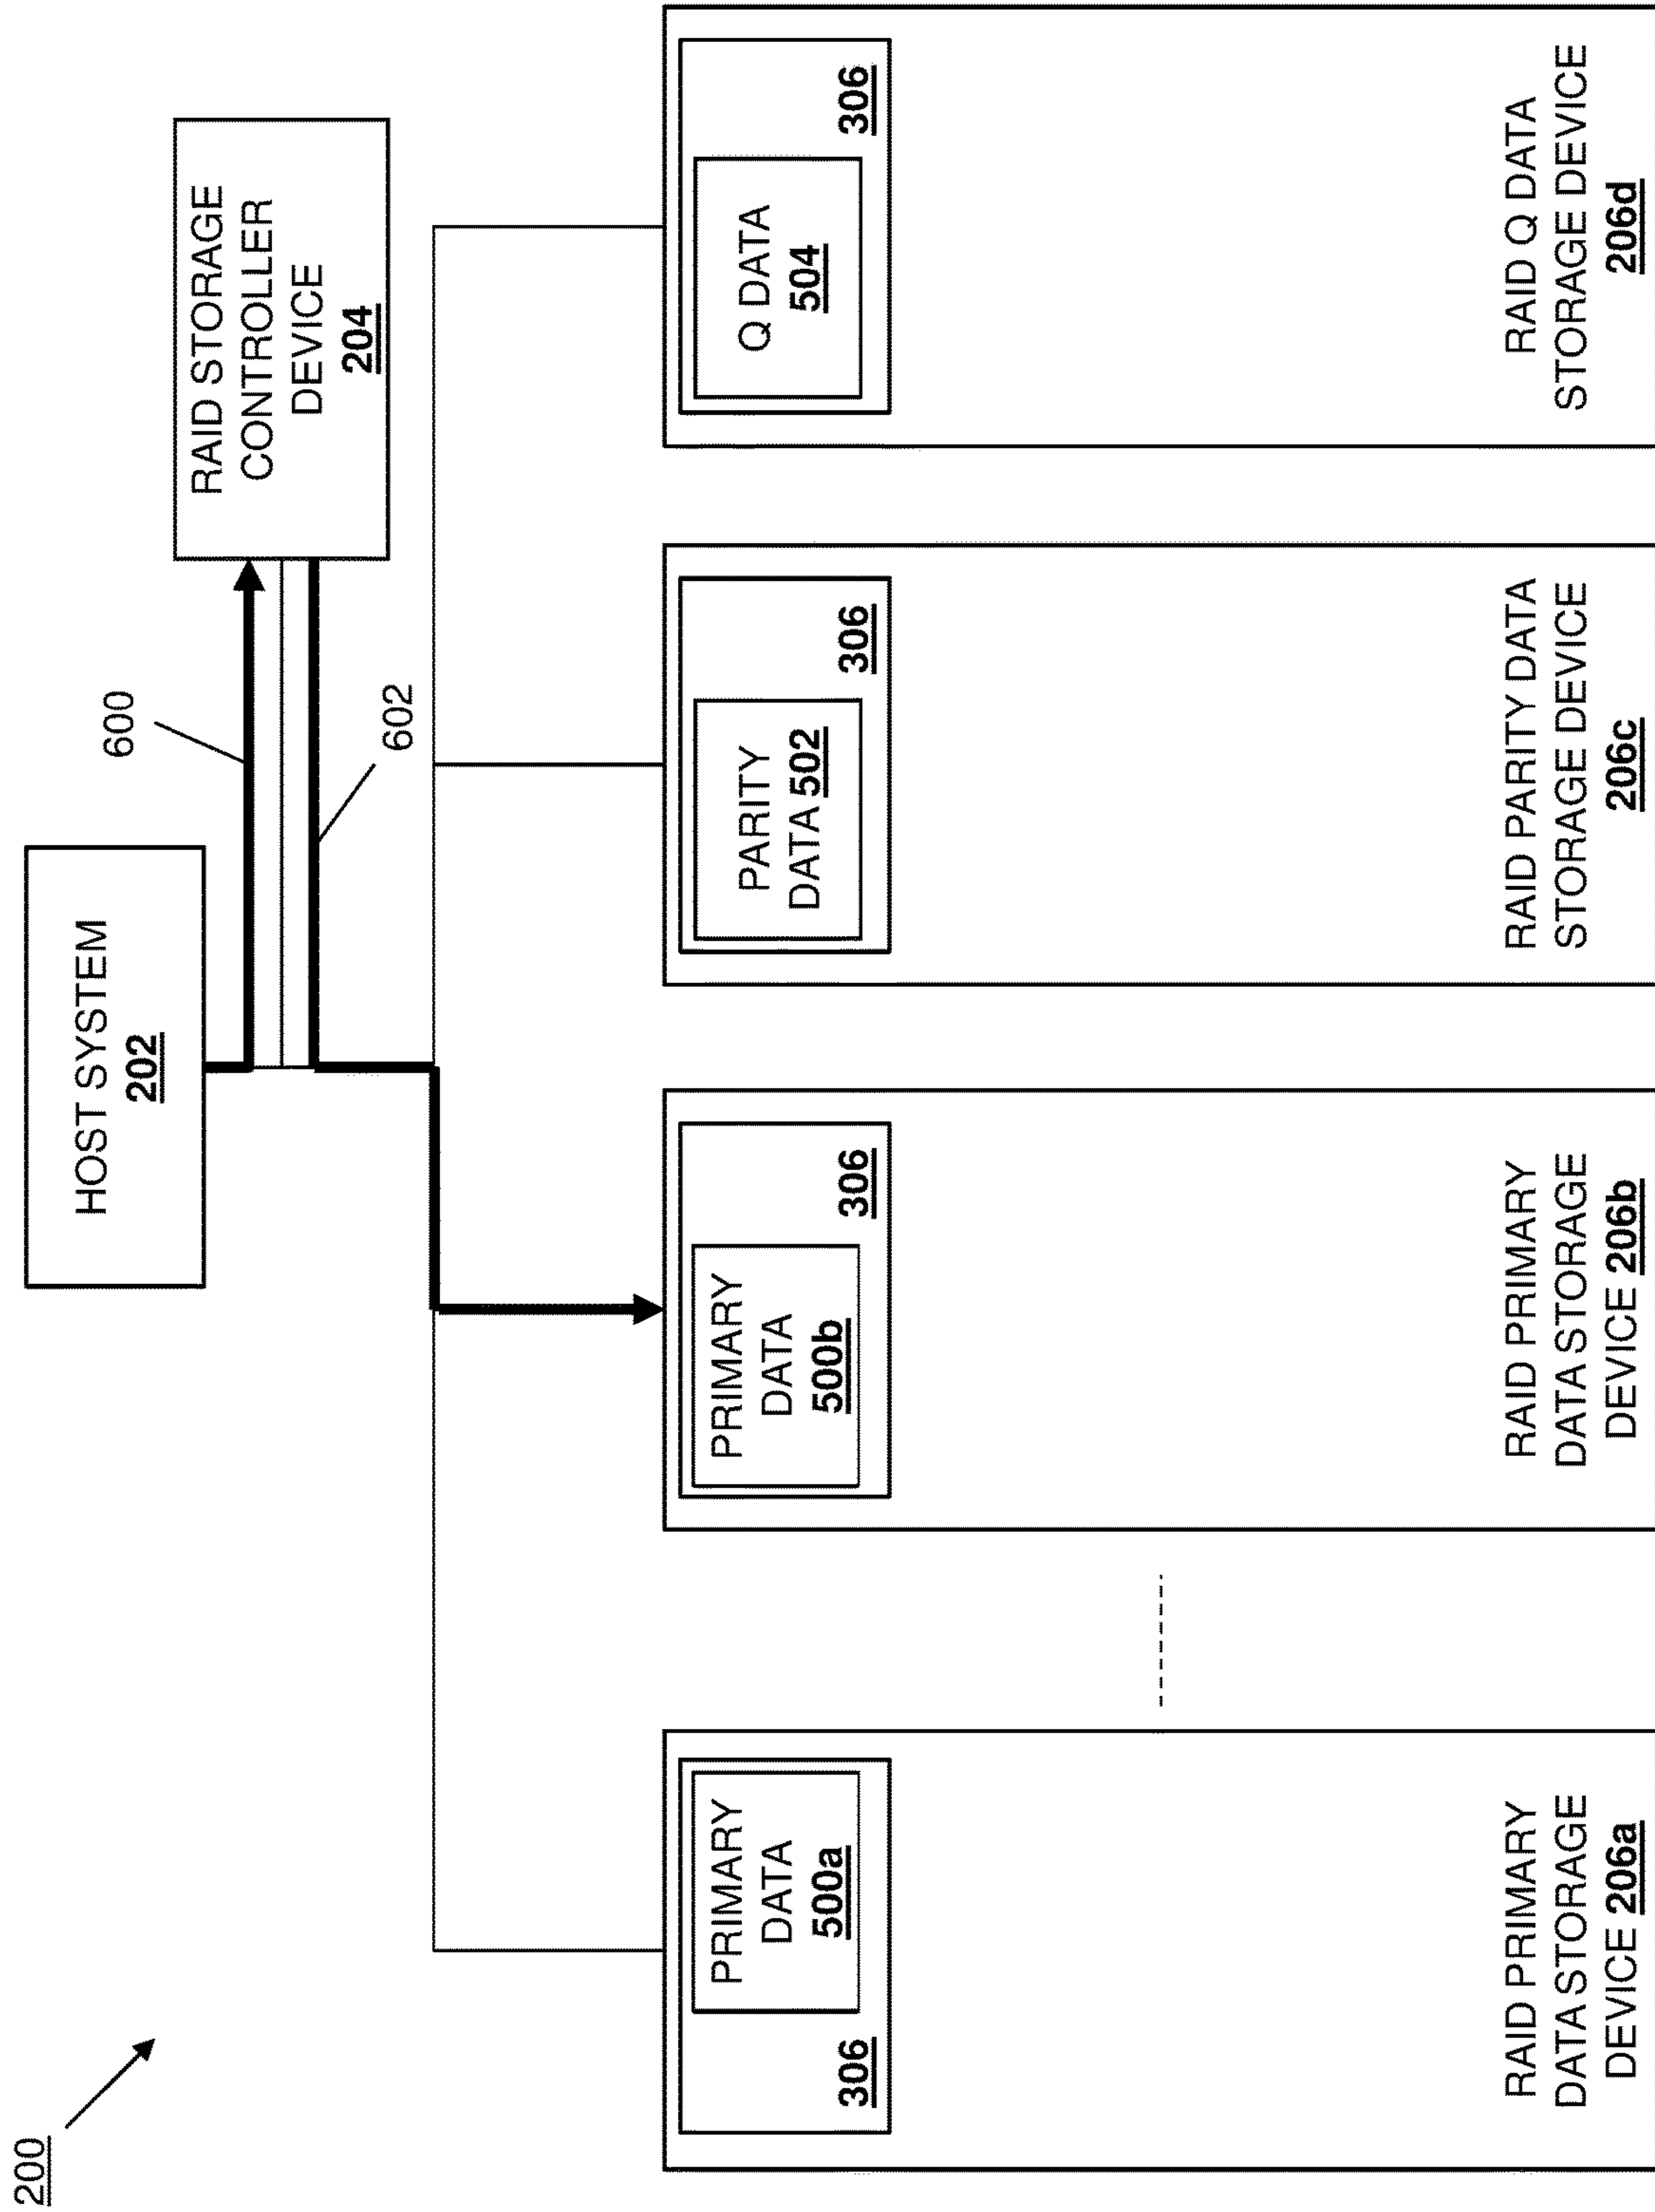 200
HOST SYSTEM
202
600
602
RAID STORAGE
CONTROLLER
DEVICE
204
PRIMARY
DATA
500a
306
RAID PRIMARY
DATA STORAGE
DEVICE 206a
PRIMARY
DATA
500b
306
RAID PRIMARY
DATA STORAGE
DEVICE 206b
PARITY
DATA 502
306
RAID PARITY DATA
STORAGE DEVICE
206c
Q DATA
504
306
RAID Q DATA
STORAGE DEVICE
206d